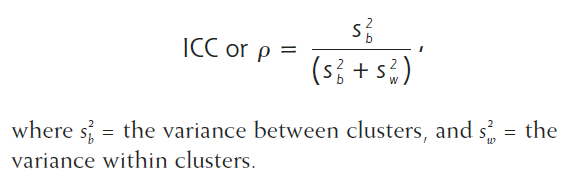 ICC or ρ = s_b^2 / (s_b^2 + s_w^2) ,
where s_b^2 = the variance between clusters, and s_w^2 = the
variance within clusters.